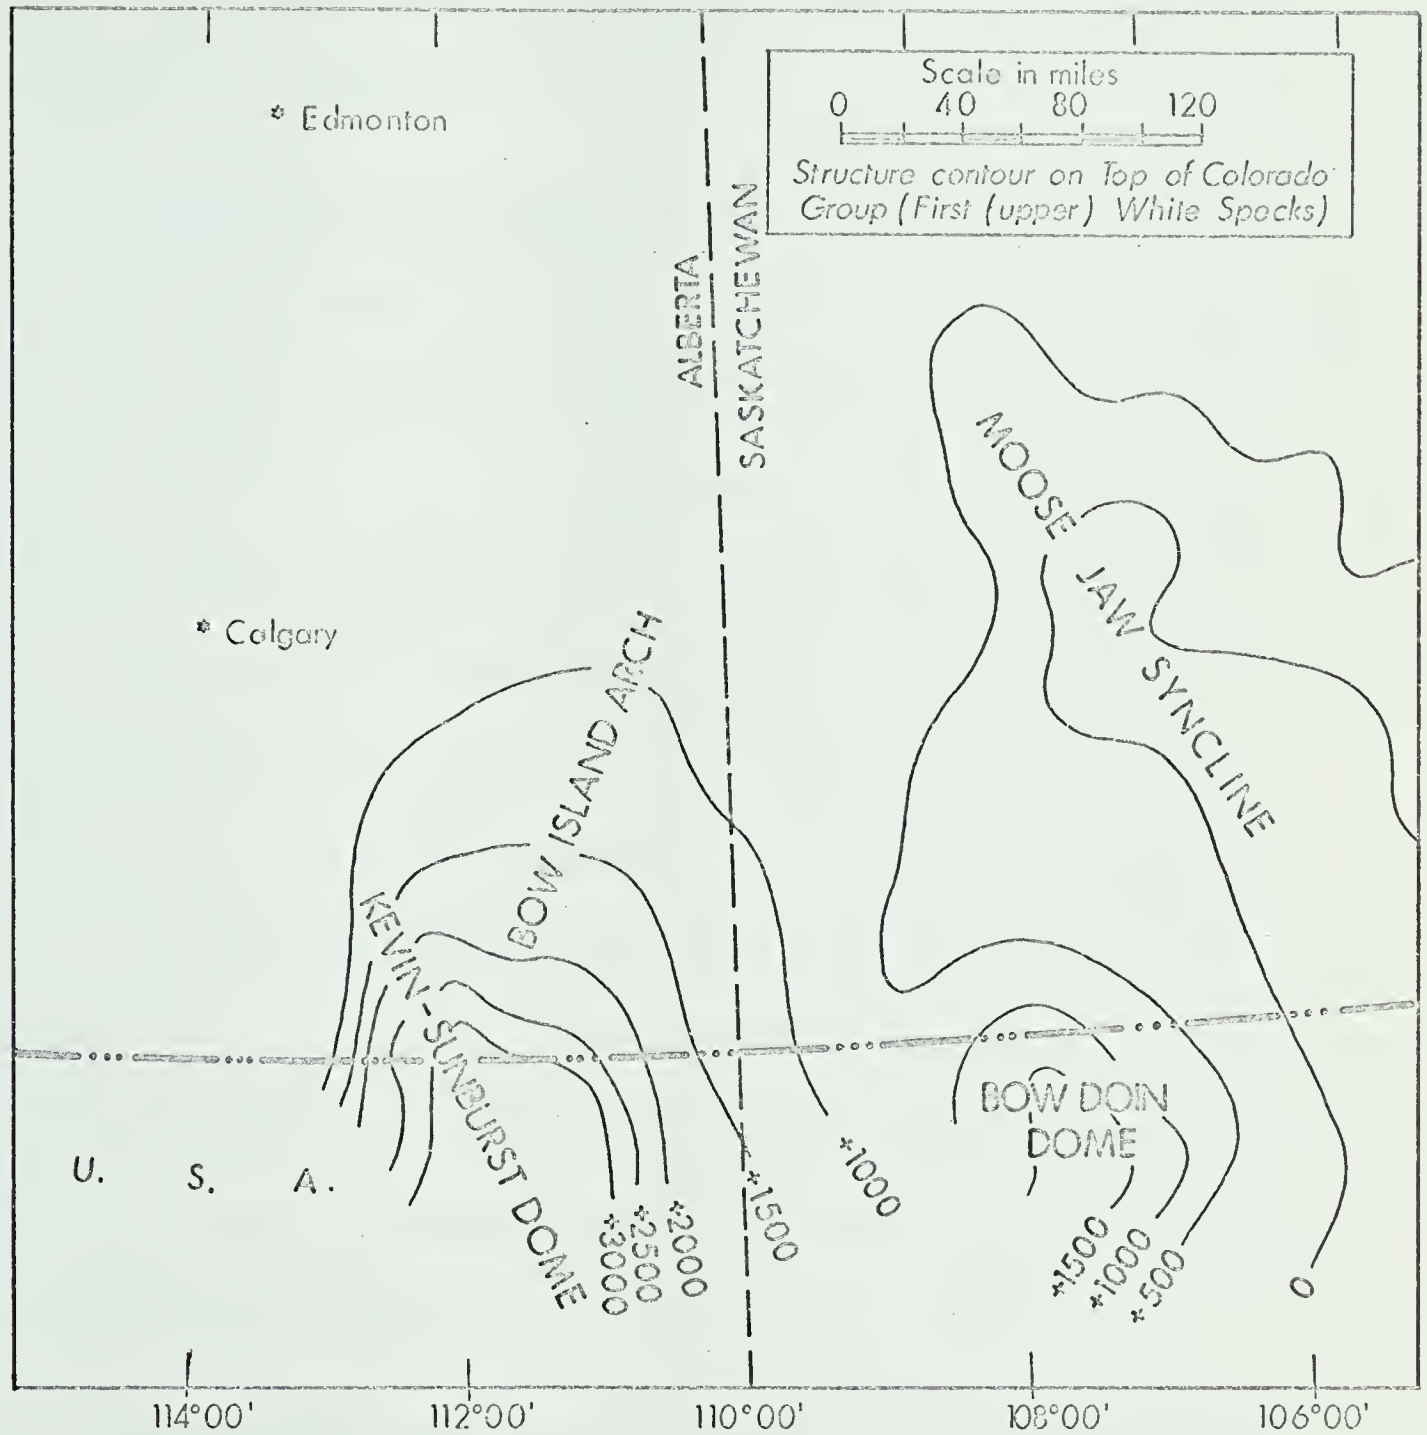 Scale in miles
0 40 80 120
Structure contour on Top of Colorado
Group (First (upper) White Specks)
* Edmonton
ALBERTA
SASKATCHEWAN
MOOSE JAW SYNCLINE
* Calgary
BOW ISLAND ARCH
KEVIN-SUNBURST DOME
BOW DOIN
DOME
U. S. A.
+3000
+2500
+2000
+1500
+1000
+1500
+1000
+500
0
114°00' 112°00' 110°00' 108°00' 106°00'